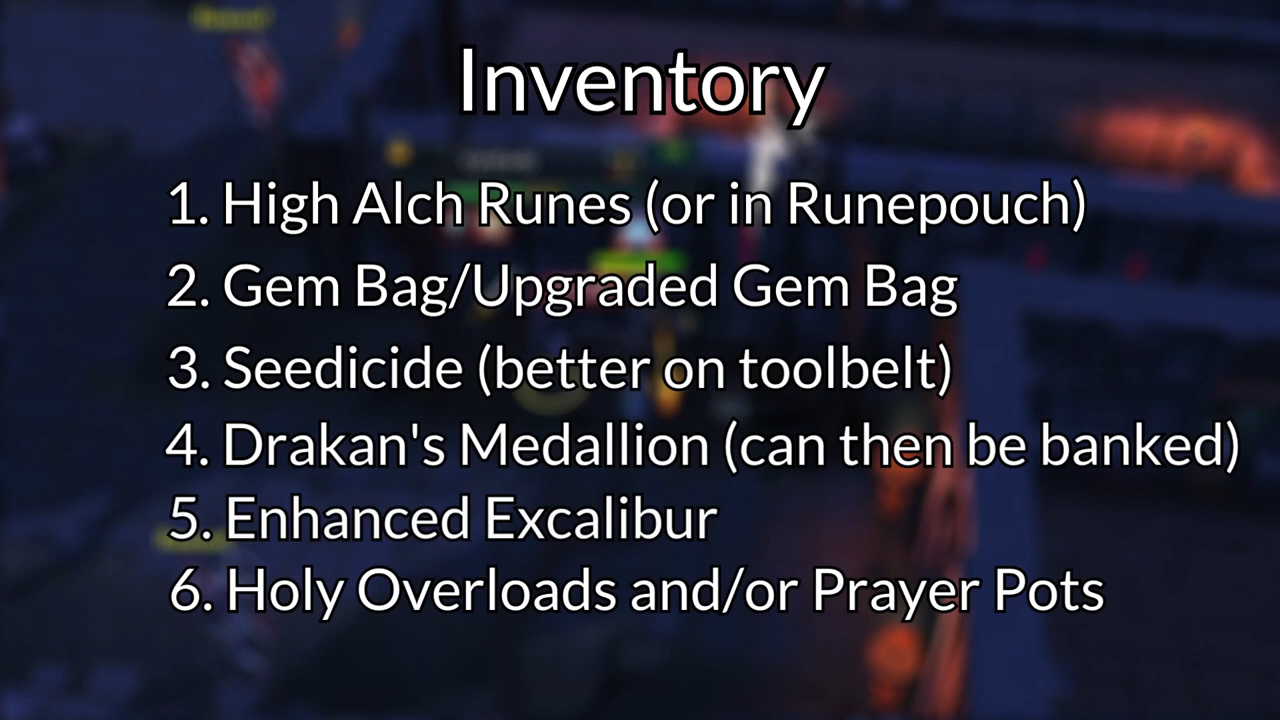 Inventory
1. High Alch Runes (or in Runepouch)
2. Gem Bag/Upgraded Gem Bag
3. Seedicide (better on toolbelt)
4. Drakan's Medallion (can then be banked)
5. Enhanced Excalibur
6. Holy Overloads and/or Prayer Pots